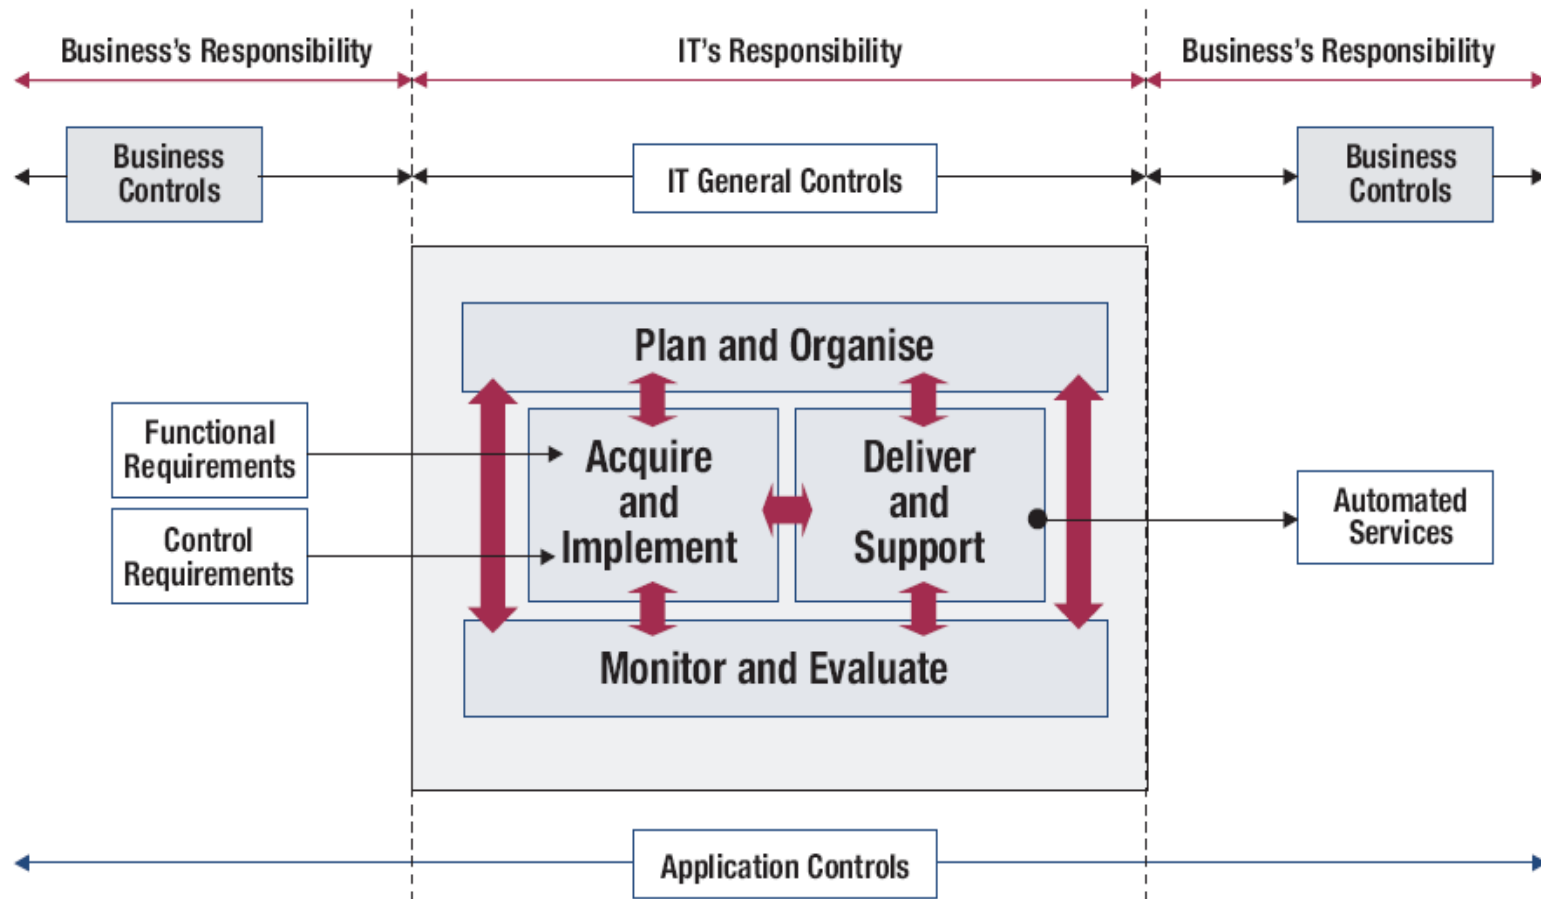 Business's Responsibility
IT's Responsibility
Business's Responsibility
Business
Controls
IT General Controls
Business
Controls
Plan and Organise
Functional
Requirements
Control
Requirements
Acquire
and
Implement
Deliver
and
Support
Automated
Services
Monitor and Evaluate
Application Controls